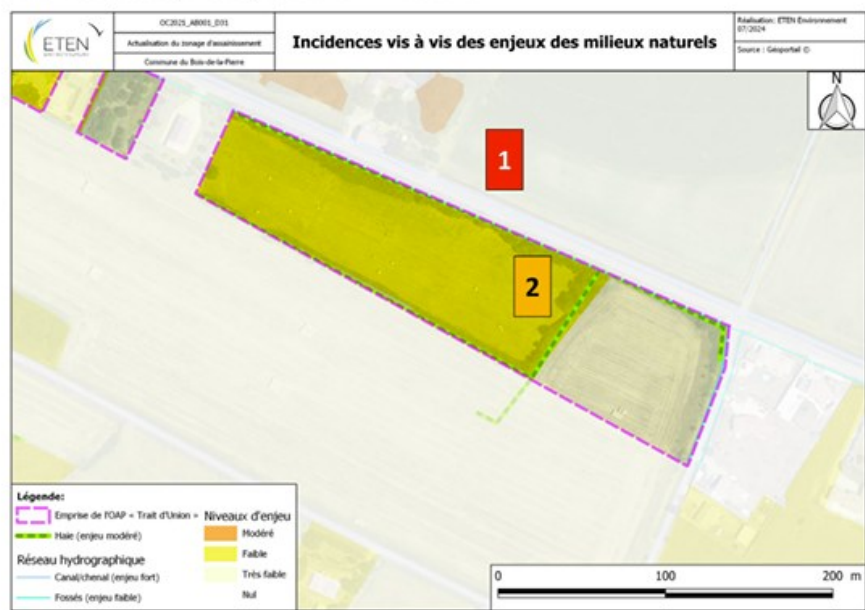 ETEN
OC2021_AB001_D31
Actualisation du zonage d'assainissement
Commune du Bois-de-la-Pierre
Incidences vis à vis des enjeux des milieux naturels
Réalisation: ETEN Environnement
07/2024
Source : Géoportail ©
N
1
2
Légende:
Emprise de l'OAP « Trait d'Union »
Haie (enjeu modéré)
Réseau hydrographique
Canal/chenal (enjeu fort)
Fossés (enjeu faible)
Niveaux d'enjeu
Modéré
Faible
Très faible
Nul
0 100 200 m